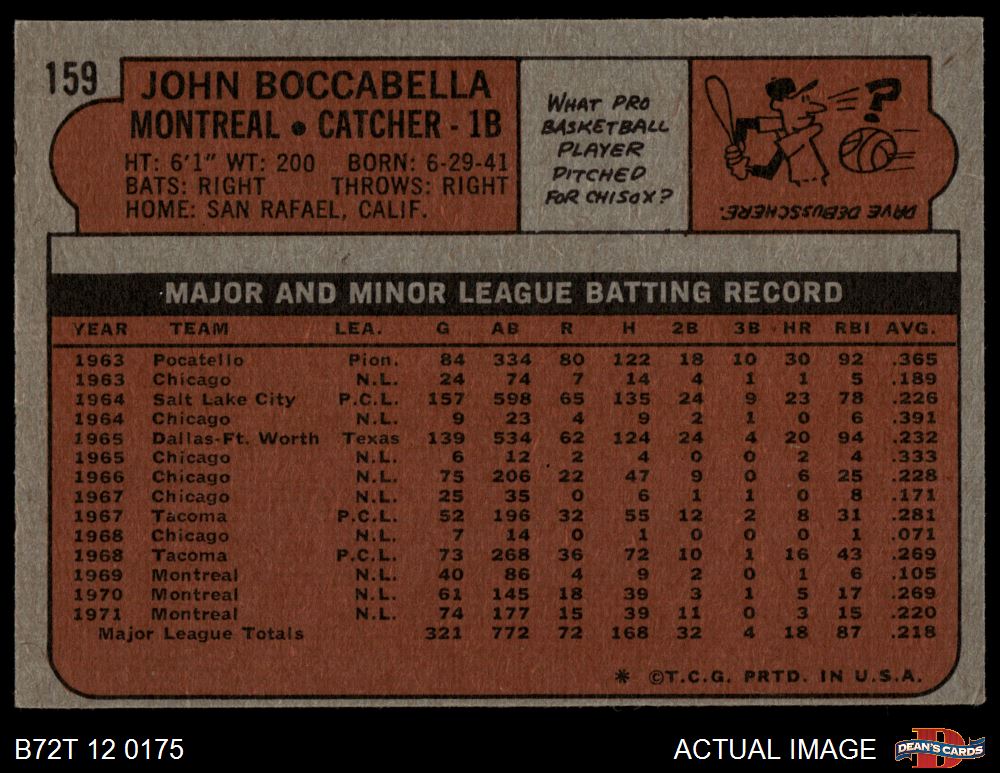 159
JOHN BOCCABELLA
MONTREAL • CATCHER - 1B
HT: 6'1" WT: 200 BORN: 6-29-41
BATS: RIGHT THROWS: RIGHT
HOME: SAN RAFAEL, CALIF.
WHAT PRO
BASKETBALL
PLAYER
PITCHED
FOR CHISOX?
?
DAVE DEBUSSCHERE.
MAJOR AND MINOR LEAGUE BATTING RECORD
YEAR TEAM LEA. G AB R H 2B 3B HR RBI AVG.
1963 Pocatello Pion. 84 334 80 122 18 10 30 92 .365
1963 Chicago N.L. 24 74 7 14 4 1 1 5 .189
1964 Salt Lake City P.C.L. 157 598 65 135 24 9 23 78 .226
1964 Chicago N.L. 9 23 4 9 2 1 0 6 .391
1965 Dallas-Ft. Worth Texas 139 534 62 124 24 4 20 94 .232
1965 Chicago N.L. 6 12 2 4 0 0 2 4 .333
1966 Chicago N.L. 75 206 22 47 9 0 6 25 .228
1967 Chicago N.L. 25 35 0 6 1 1 0 8 .171
1967 Tacoma P.C.L. 52 196 32 55 12 2 8 31 .281
1968 Chicago N.L. 7 14 0 1 0 0 0 1 .071
1968 Tacoma P.C.L. 73 268 36 72 10 1 16 43 .269
1969 Montreal N.L. 40 86 4 9 2 0 1 6 .105
1970 Montreal N.L. 61 145 18 39 3 1 5 17 .269
1971 Montreal N.L. 74 177 15 39 11 0 3 15 .220
Major League Totals 321 772 72 168 32 4 18 87 .218
* ©T.C.G. PRTD. IN U.S.A.
B72T 12 0175
ACTUAL IMAGE
DEAN'S CARDS